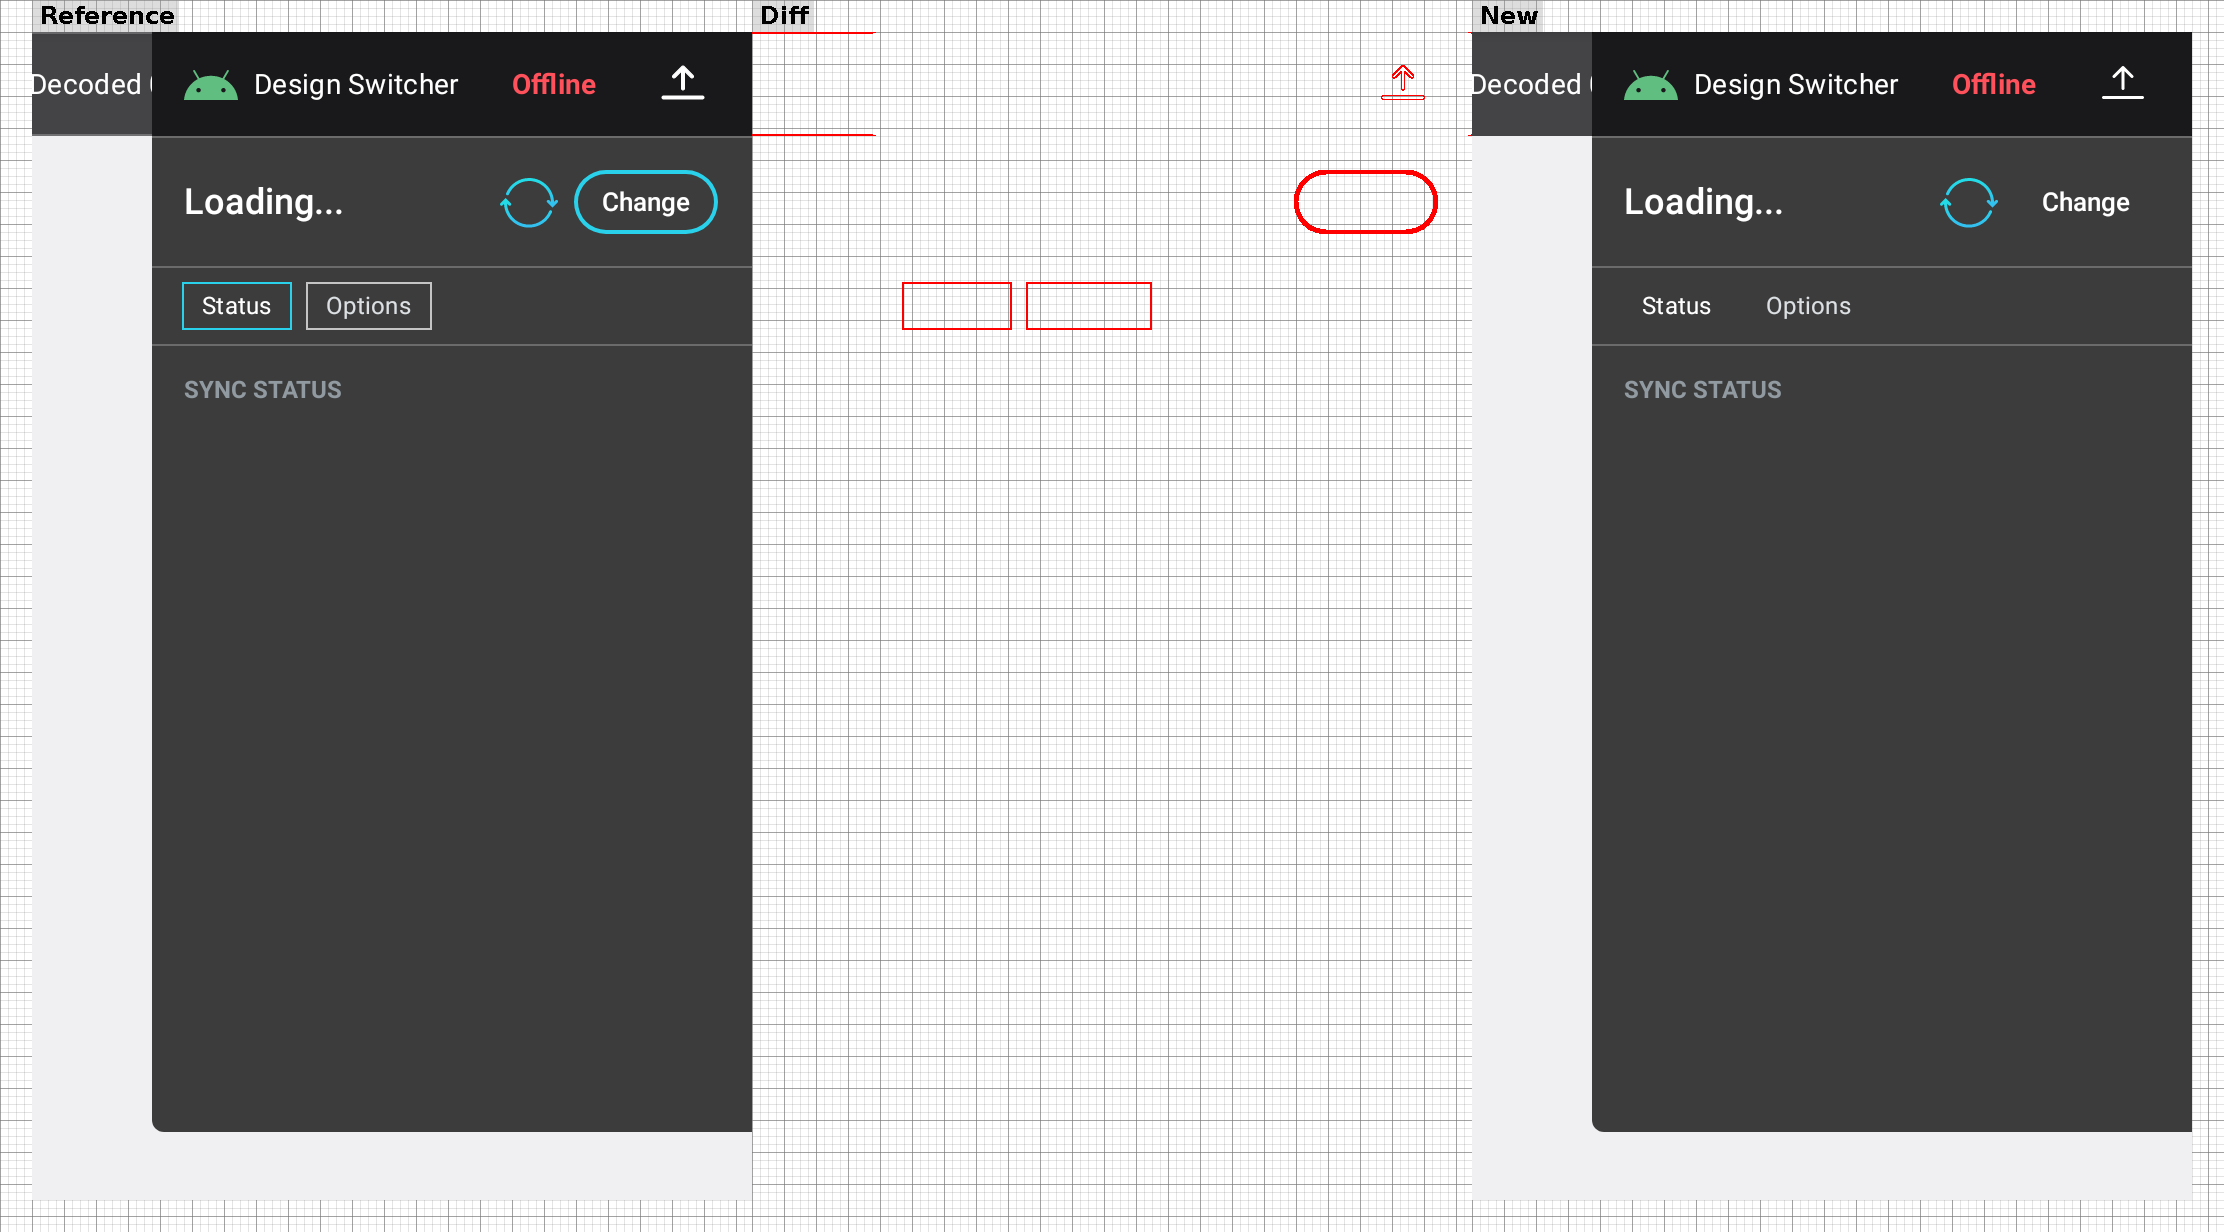 Reference
Diff
New
Decoded
Design Switcher
Offline
Loading...
Change
Status
Options
SYNC STATUS
Decoded
Design Switcher
Offline
Loading...
Change
Status
Options
SYNC STATUS